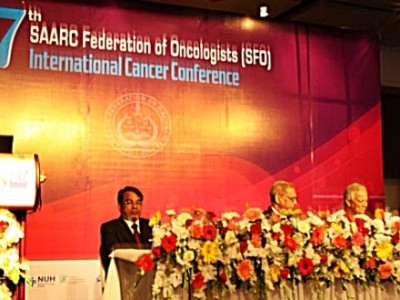 7th
SAARC Federation of Oncologists (SFO)
International Cancer Conference
NUH